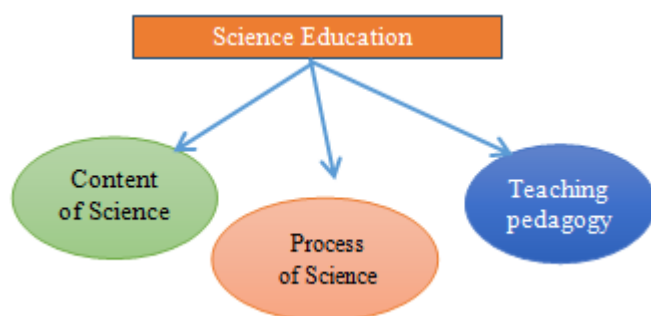 Science Education
Content
of Science
Process
of Science
Teaching
pedagogy